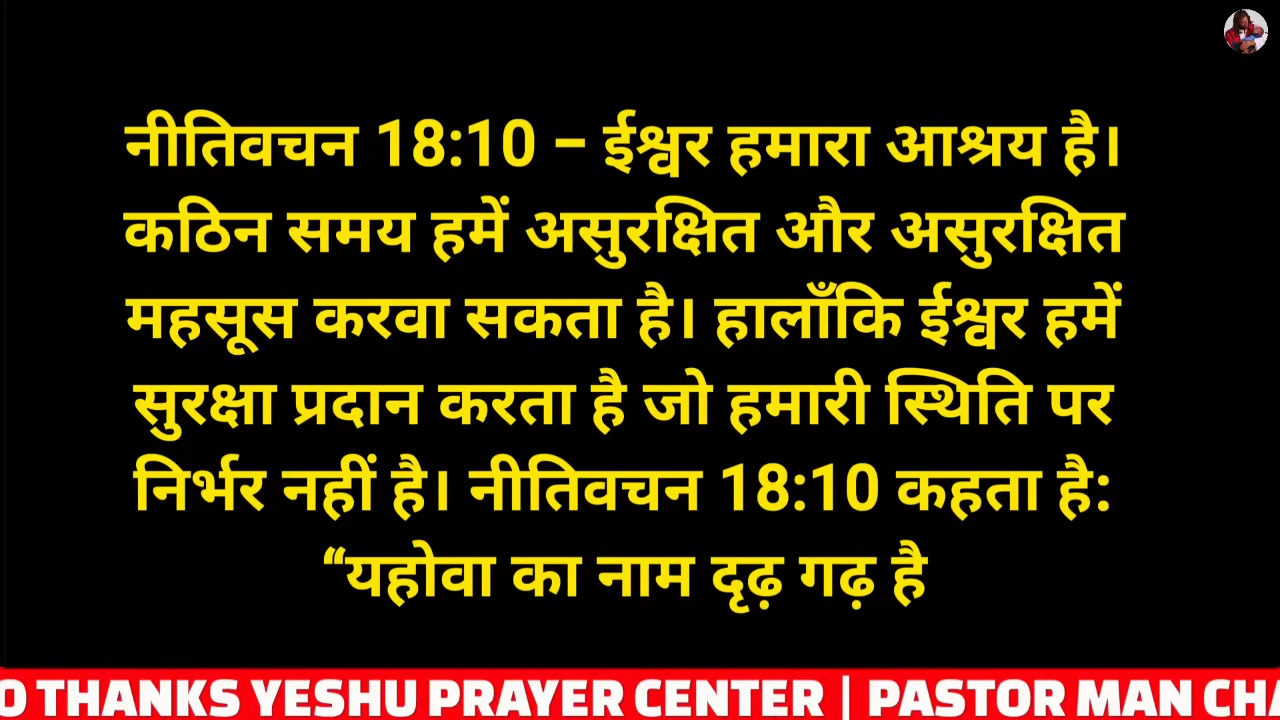 नीतिवचन 18:10 – ईश्वर हमारा आश्रय है।
कठिन समय हमें असुरक्षित और असुरक्षित
महसूस करवा सकता है। हालाँकि ईश्वर हमें
सुरक्षा प्रदान करता है जो हमारी स्थिति पर
निर्भर नहीं है। नीतिवचन 18:10 कहता है:
“यहोवा का नाम दृढ़ गढ़ है
O THANKS YESHU PRAYER CENTER | PASTOR MAN CHA